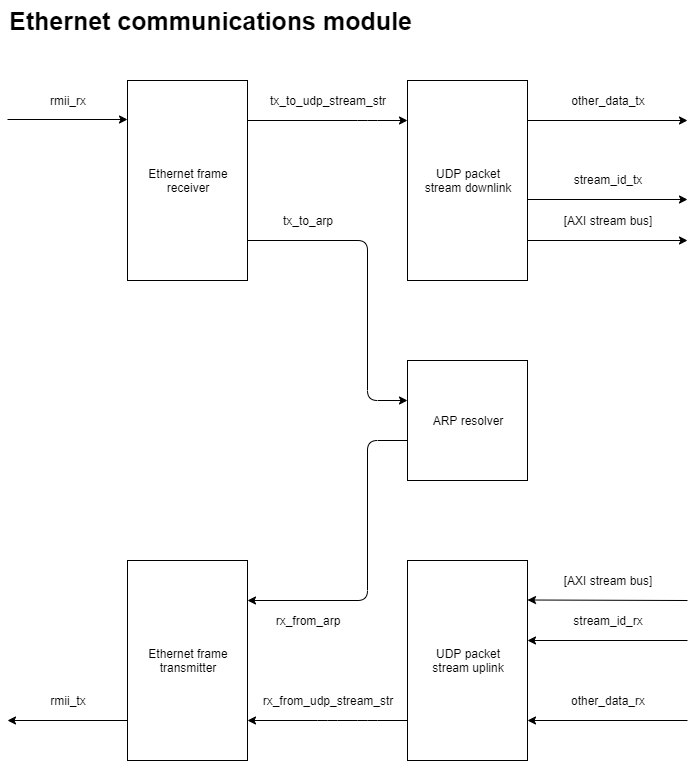 Ethernet communications module
rmii_rx
tx_to_udp_stream_str
other_data_tx
Ethernet frame
receiver
UDP packet
stream downlink
stream_id_tx
tx_to_arp
[AXI stream bus]
ARP resolver
[AXI stream bus]
rx_from_arp
stream_id_rx
Ethernet frame
transmitter
UDP packet
stream uplink
rmii_tx
rx_from_udp_stream_str
other_data_rx